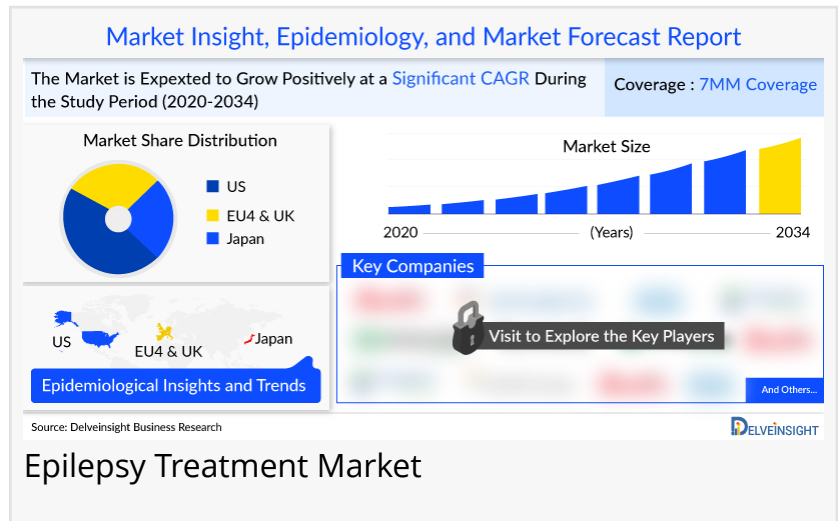 Market Insight, Epidemiology, and Market Forecast Report
The Market is Expexted to Grow Positively at a Significant CAGR During
the Study Period (2020-2034)
Coverage : 7MM Coverage
Market Share Distribution
US
EU4 & UK
Japan
Market Size
2020
(Years)
2034
US
EU4 & UK
Japan
Epidemiological Insights and Trends
Key Companies
Visit to Explore the Key Players
And Others...
Source: Delveinsight Business Research
DELVEINSIGHT
Epilepsy Treatment Market